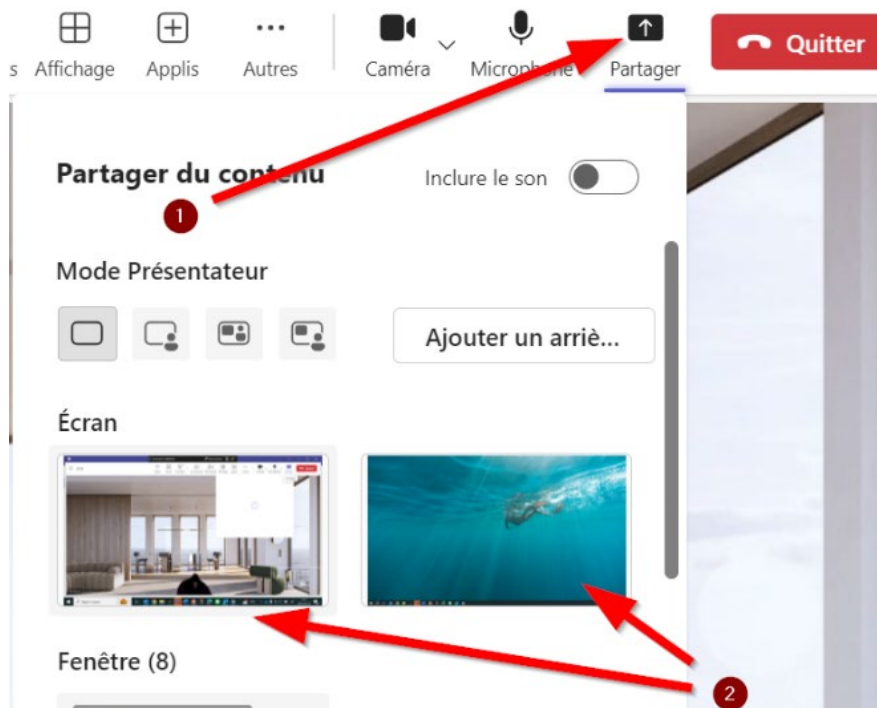 s Affichage Applis Autres Caméra Microphone Partager Quitter
Partager du contenu Inclure le son
1
Mode Présentateur
Ajouter un arriè...
Écran
Fenêtre (8)
2